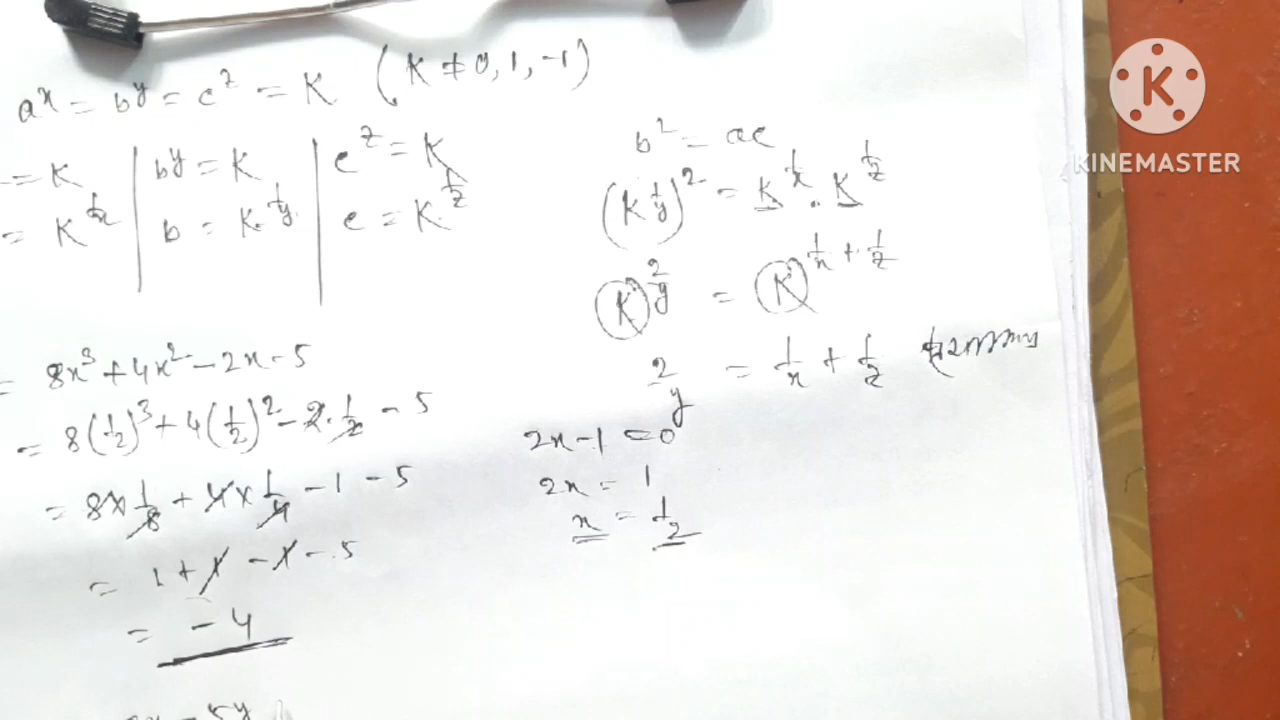 a^x = b^y = c^z = K (K ≠ 0, 1, -1)
= K | b^y = K | c^z = K
= K^(1/x) | b = K^(1/y) | c = K^(1/z)
8x³ + 4x² - 2x - 5
= 8(1/2)³ + 4(1/2)² - 2·1/2 - 5
= 8×1/8 + 4×1/4 - 1 - 5
= 1 + 1 - 1 - 5
= -4
b² = ac
(K^(1/y))² = K^(1/x) · K^(1/z)
K^(2/y) = K^(1/x + 1/z)
2/y = 1/x + 1/z
2x - 1 = 0
2x = 1
x = 1/2
K
KINEMASTER